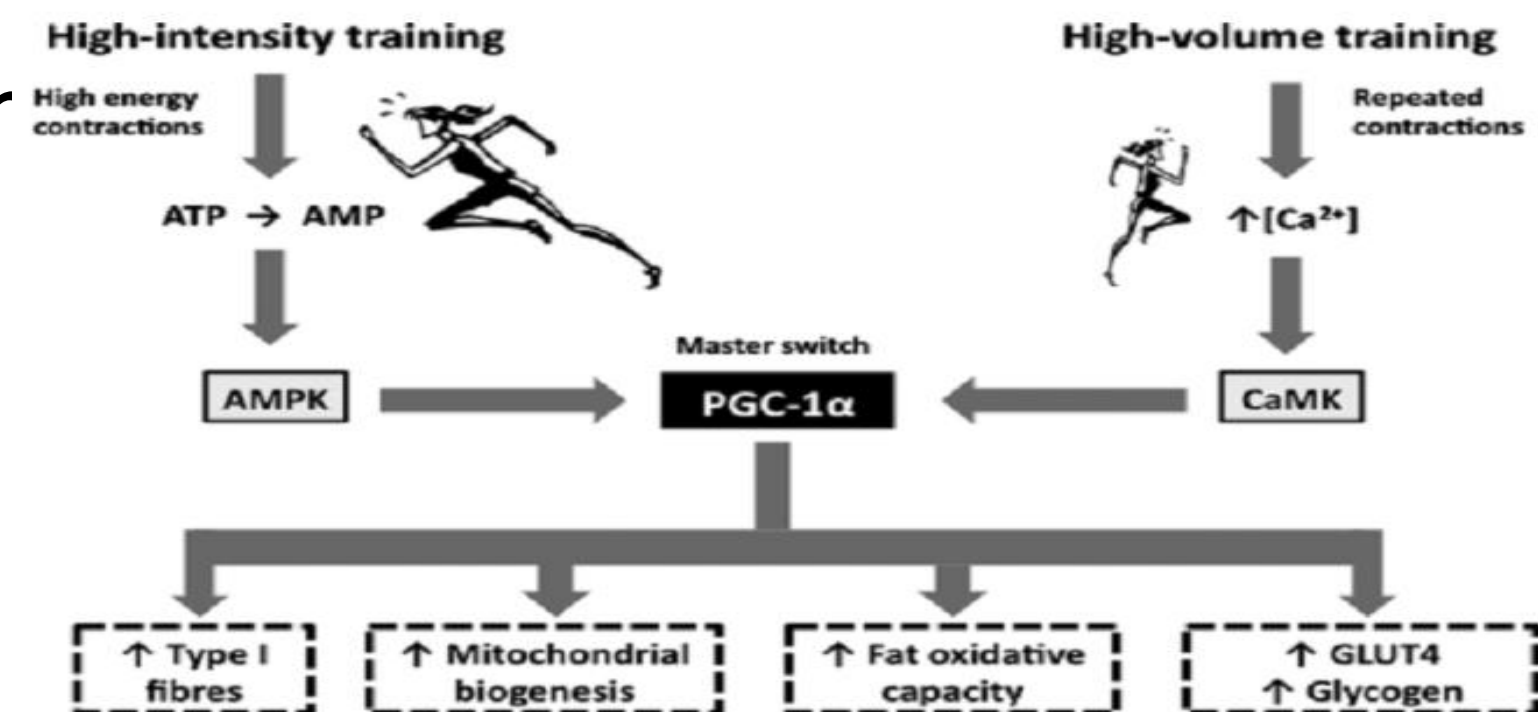 High-intensity training
High-volume training
High energy
contractions
Repeated
contractions
ATP → AMP
↑[Ca²⁺]
Master switch
AMPK
PGC-1α
CaMK
↑ Type I
fibres
↑ Mitochondrial
biogenesis
↑ Fat oxidative
capacity
↑ GLUT4
↑ Glycogen